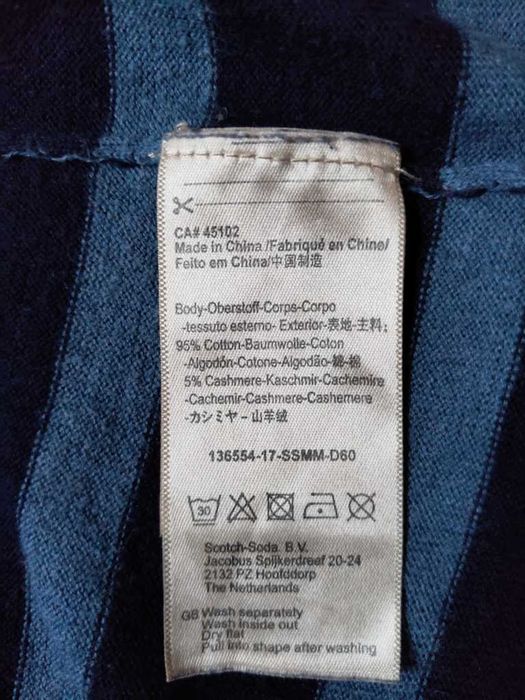 CA# 45102
Made in China /Fabriqué en Chine/
Feito em China/中国制造
Body-Oberstoff-Corps-Corpo
-tessuto esterno- Exterior-表地-主料;
95% Cotton-Baumwolle-Coton
-Algodón-Cotone-Algodão-綿-棉
5% Cashmere-Kaschmir-Cachemire
-Cachemir-Cashmere-Cashemere
-カシミヤ-山羊绒
136554-17-SSMM-D60
30
Scotch-Soda. B.V.
Jacobus Spijkerdreef 20-24
2132 PZ Hoofddorp
The Netherlands
GB Wash separately
Wash inside out
Dry flat
Pull into shape after washing